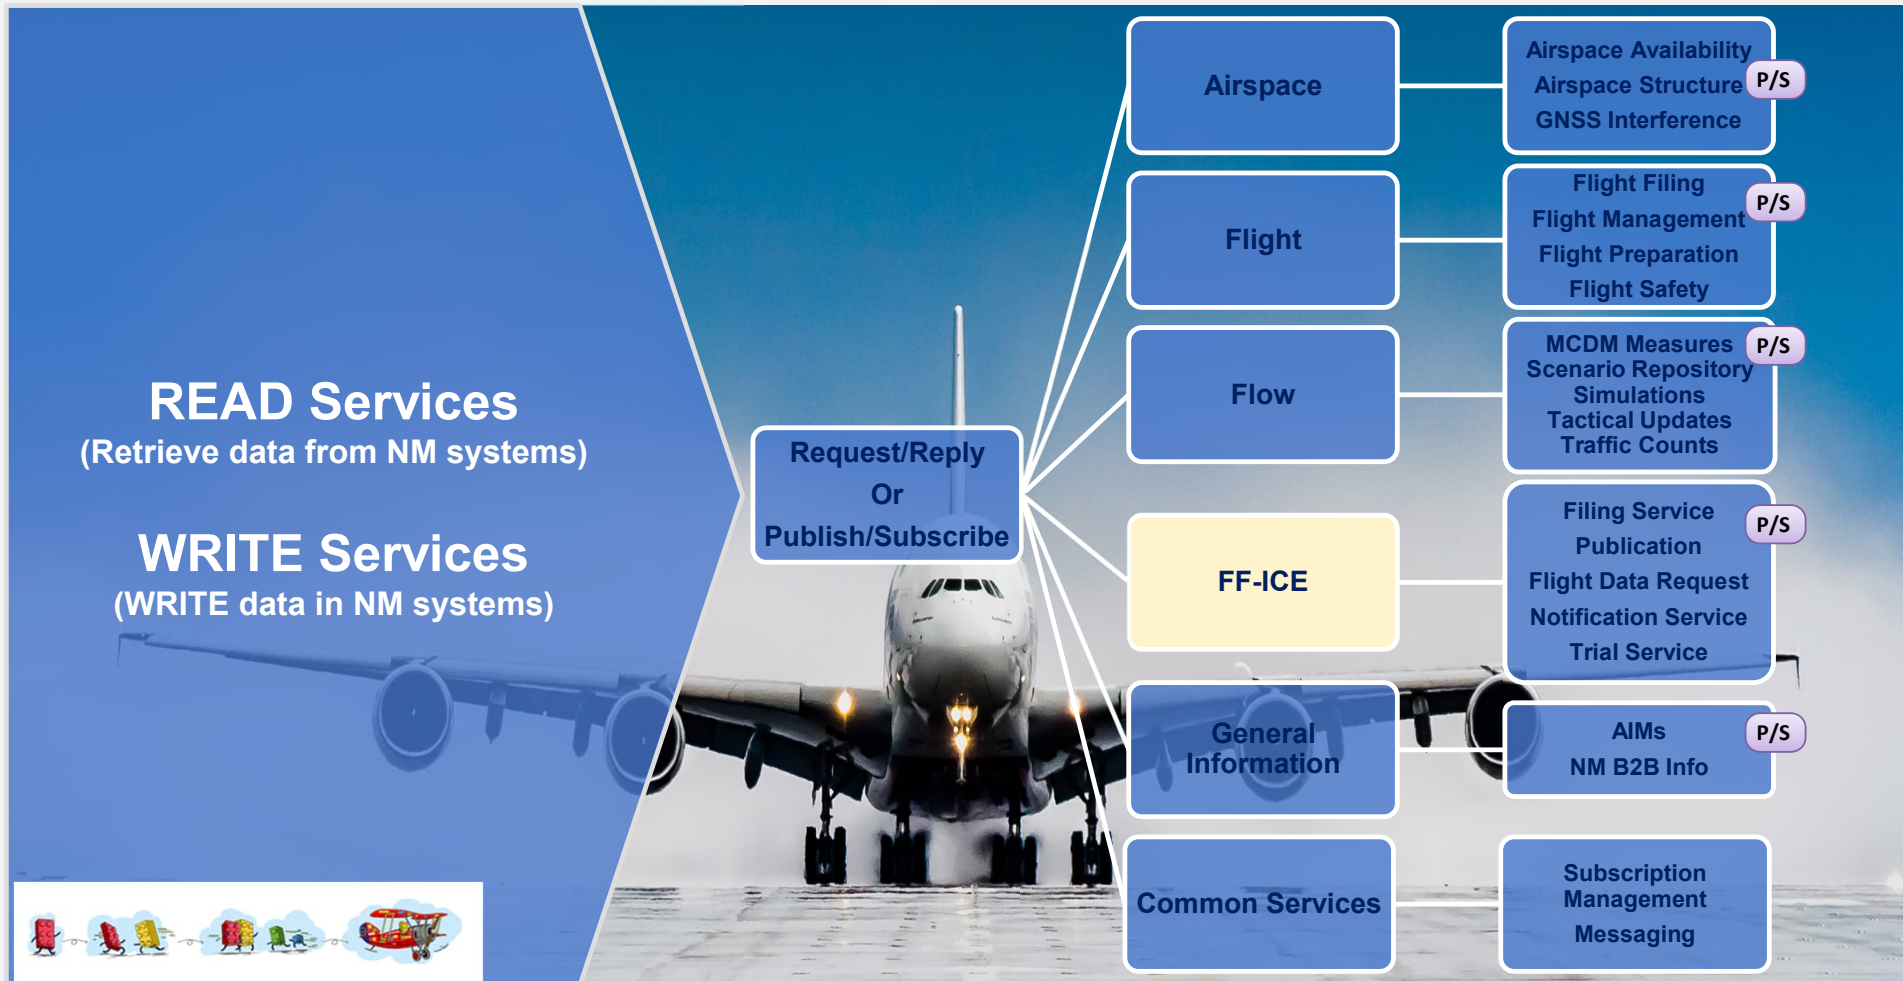 READ Services
(Retrieve data from NM systems)
WRITE Services
(WRITE data in NM systems)
Request/Reply
Or
Publish/Subscribe
Airspace
Airspace Availability
Airspace Structure
GNSS Interference
P/S
Flight
Flight Filing
Flight Management
Flight Preparation
Flight Safety
P/S
Flow
MCDM Measures
Scenario Repository
Simulations
Tactical Updates
Traffic Counts
P/S
FF-ICE
Filing Service
Publication
Flight Data Request
Notification Service
Trial Service
P/S
General
Information
AIMs
NM B2B Info
P/S
Common Services
Subscription
Management
Messaging